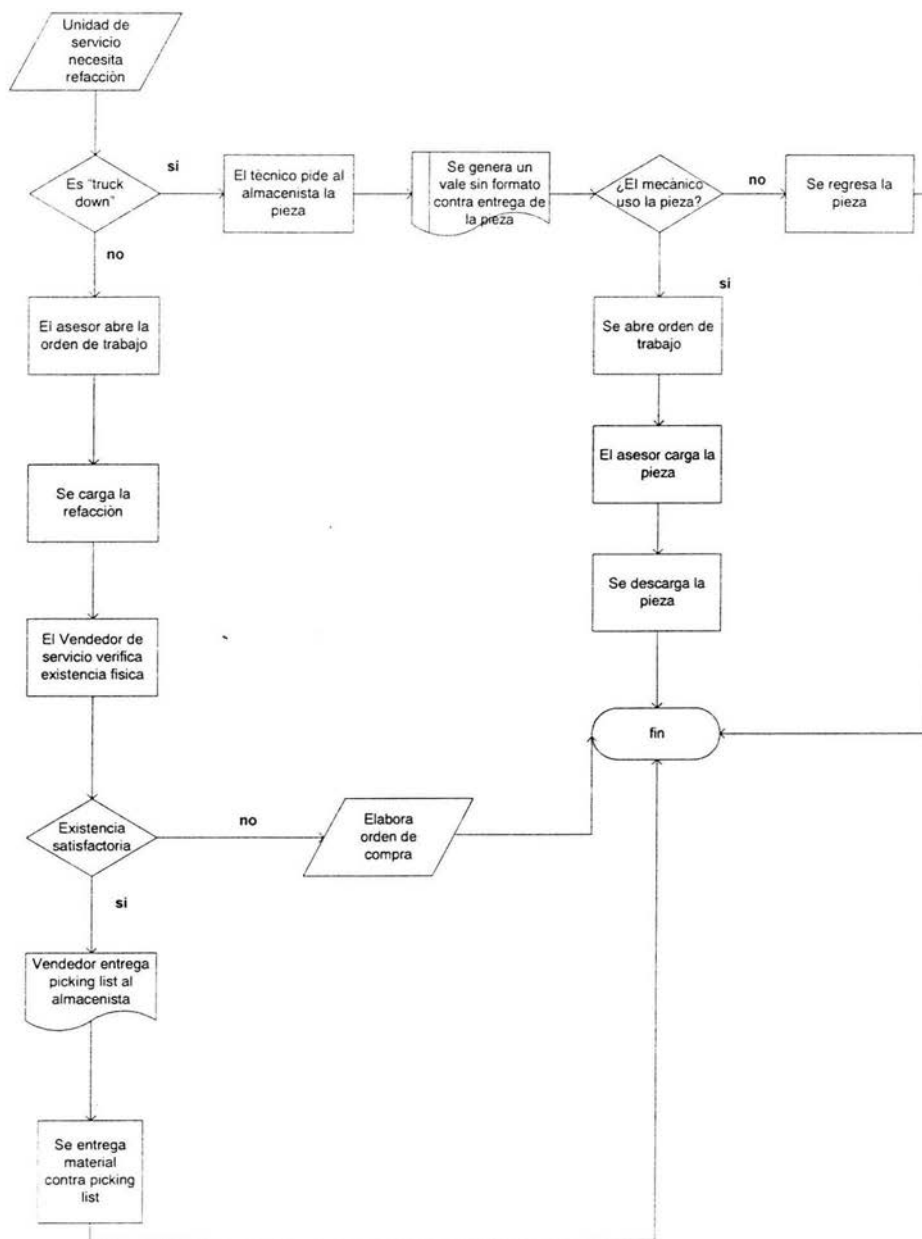 Unidad de
servicio
necesita
refacción
Es "truck
down"
si
El técnico pide al
almacenista la
pieza
Se genera un
vale sin formato
contra entrega de
la pieza
¿El mecánico
uso la pieza?
no
Se regresa la
pieza
no
si
El asesor abre la
orden de trabajo
Se abre orden de
trabajo
El asesor carga la
pieza
Se carga la
refacción
Se descarga la
pieza
El Vendedor de
servicio verifica
existencia fisica
fin
Existencia
satisfactoria
no
Elabora
orden de
compra
si
Vendedor entrega
picking list al
almacenista
Se entrega
material
contra picking
list